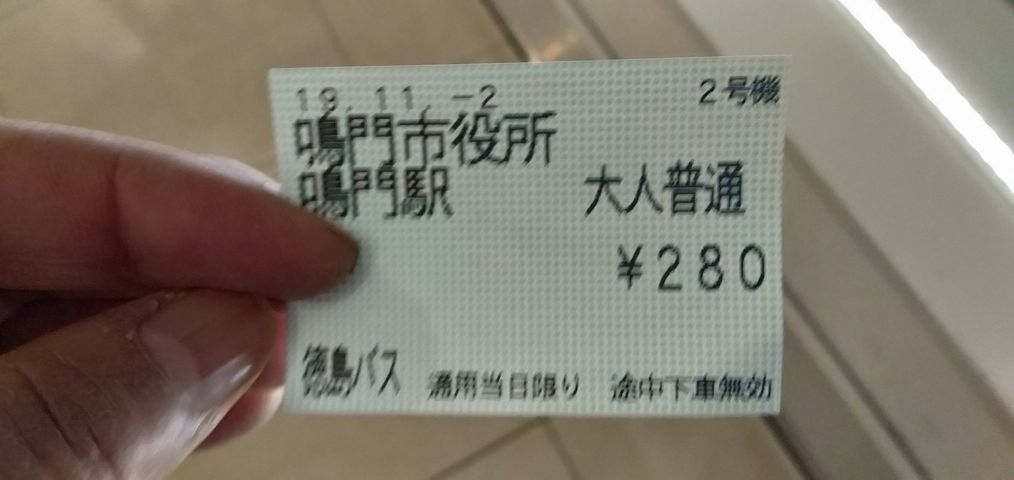 19.11.-2 2号機
鳴門市役所
鳴門駅 大人普通
¥280
徳島バス 通用当日限り 途中下車無効